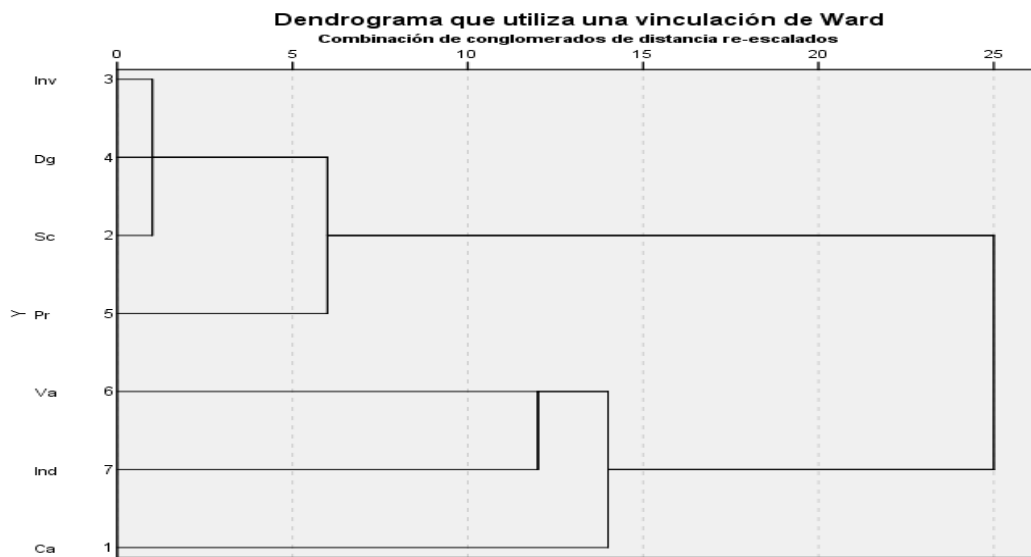 Dendrograma que utiliza una vinculación de Ward
Combinación de conglomerados de distancia re-escalados
0 5 10 15 20 25
Inv 3
Dg 4
Sc 2
Y
Pr 5
Va 6
Ind 7
Ca 1